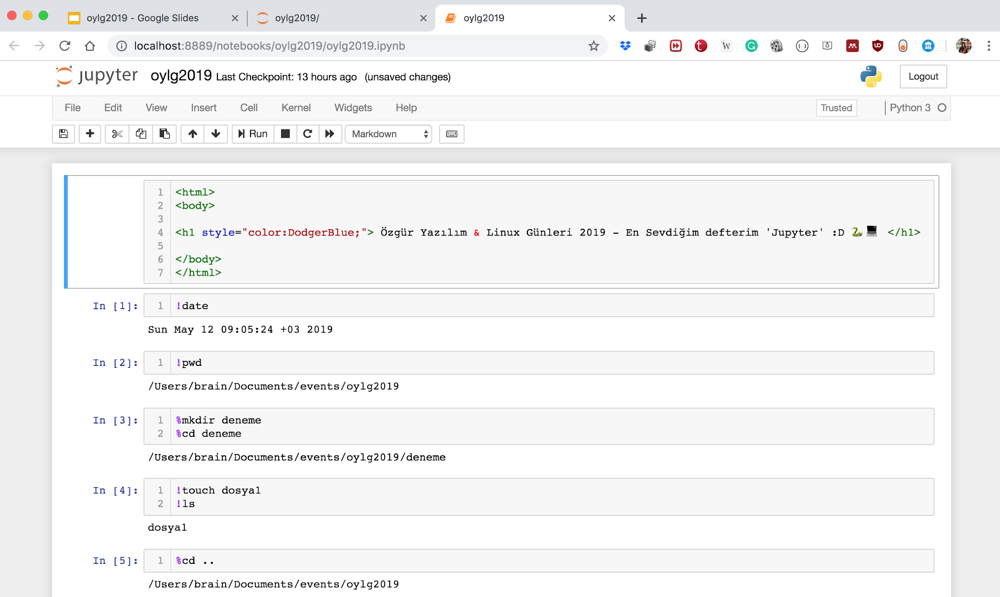 oylg2019 - Google Slides
oylg2019/
oylg2019
localhost:8889/notebooks/oylg2019/oylg2019.ipynb
jupyter oylg2019 Last Checkpoint: 13 hours ago (unsaved changes)
Logout
File Edit View Insert Cell Kernel Widgets Help
Trusted
Python 3
Run
Markdown
1 <html>
2 <body>
3
4 <h1 style="color:DodgerBlue;"> Özgür Yazılım & Linux Günleri 2019 - En Sevdiğim defterim 'Jupyter' :D 🐍💻 </h1>
5
6 </body>
7 </html>
In [1]: 1 !date
Sun May 12 09:05:24 +03 2019
In [2]: 1 !pwd
/Users/brain/Documents/events/oylg2019
In [3]: 1 %mkdir deneme
2 %cd deneme
/Users/brain/Documents/events/oylg2019/deneme
In [4]: 1 !touch dosya1
2 !ls
dosya1
In [5]: 1 %cd ..
/Users/brain/Documents/events/oylg2019